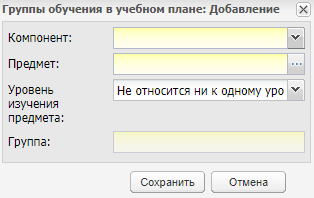 Группы обучения в учебном плане: Добавление
Компонент:
Предмет:
...
Уровень
изучения
предмета:
Не относится ни к одному уро
Группа:
Сохранить
Отмена